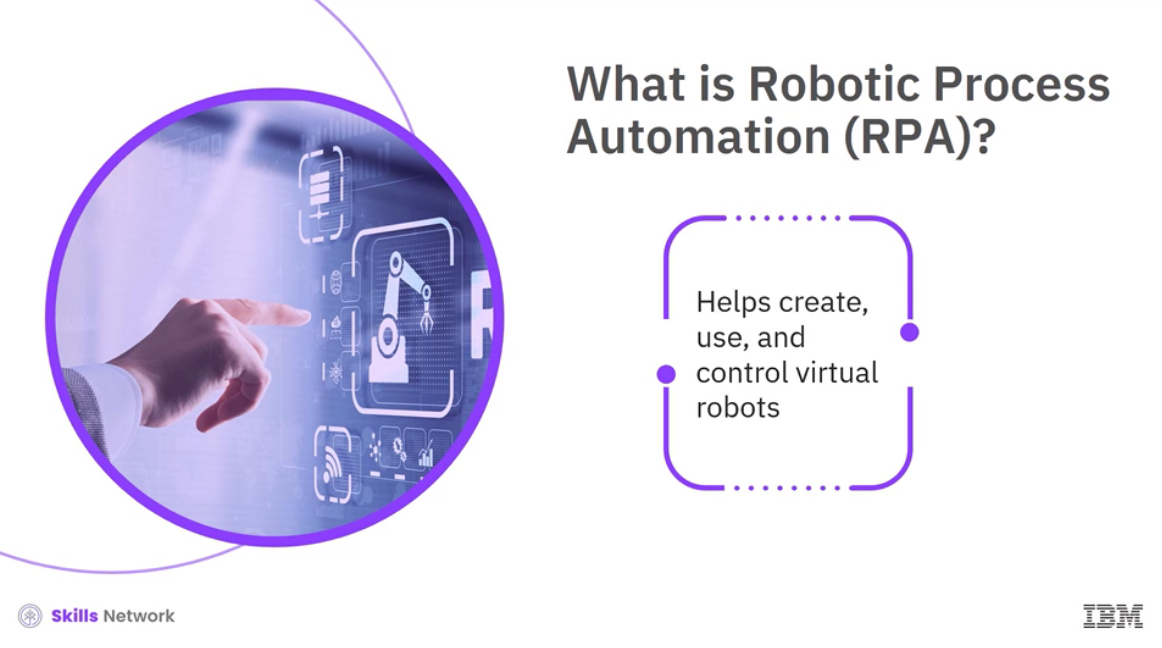 What is Robotic Process
Automation (RPA)?
Helps create,
use, and
control virtual
robots
R
Skills Network
IBM